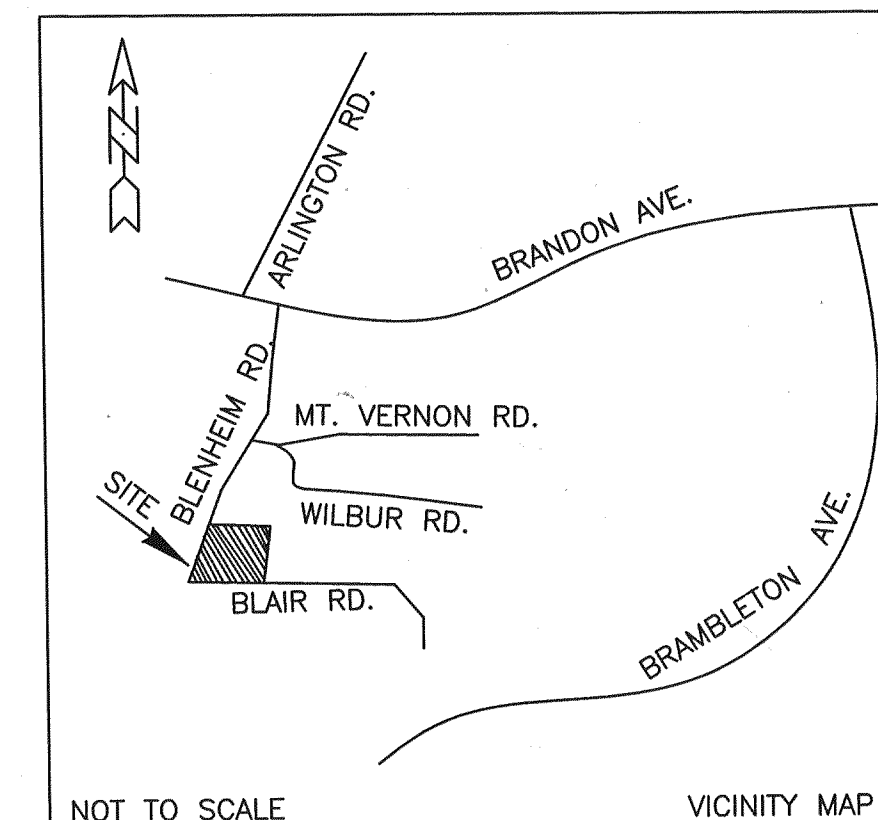 N
ARLINGTON RD.
BRANDON AVE.
BLENHEIM RD.
MT. VERNON RD.
SITE
WILBUR RD.
BLAIR RD.
BRAMBLETON AVE.
NOT TO SCALE
VICINITY MAP